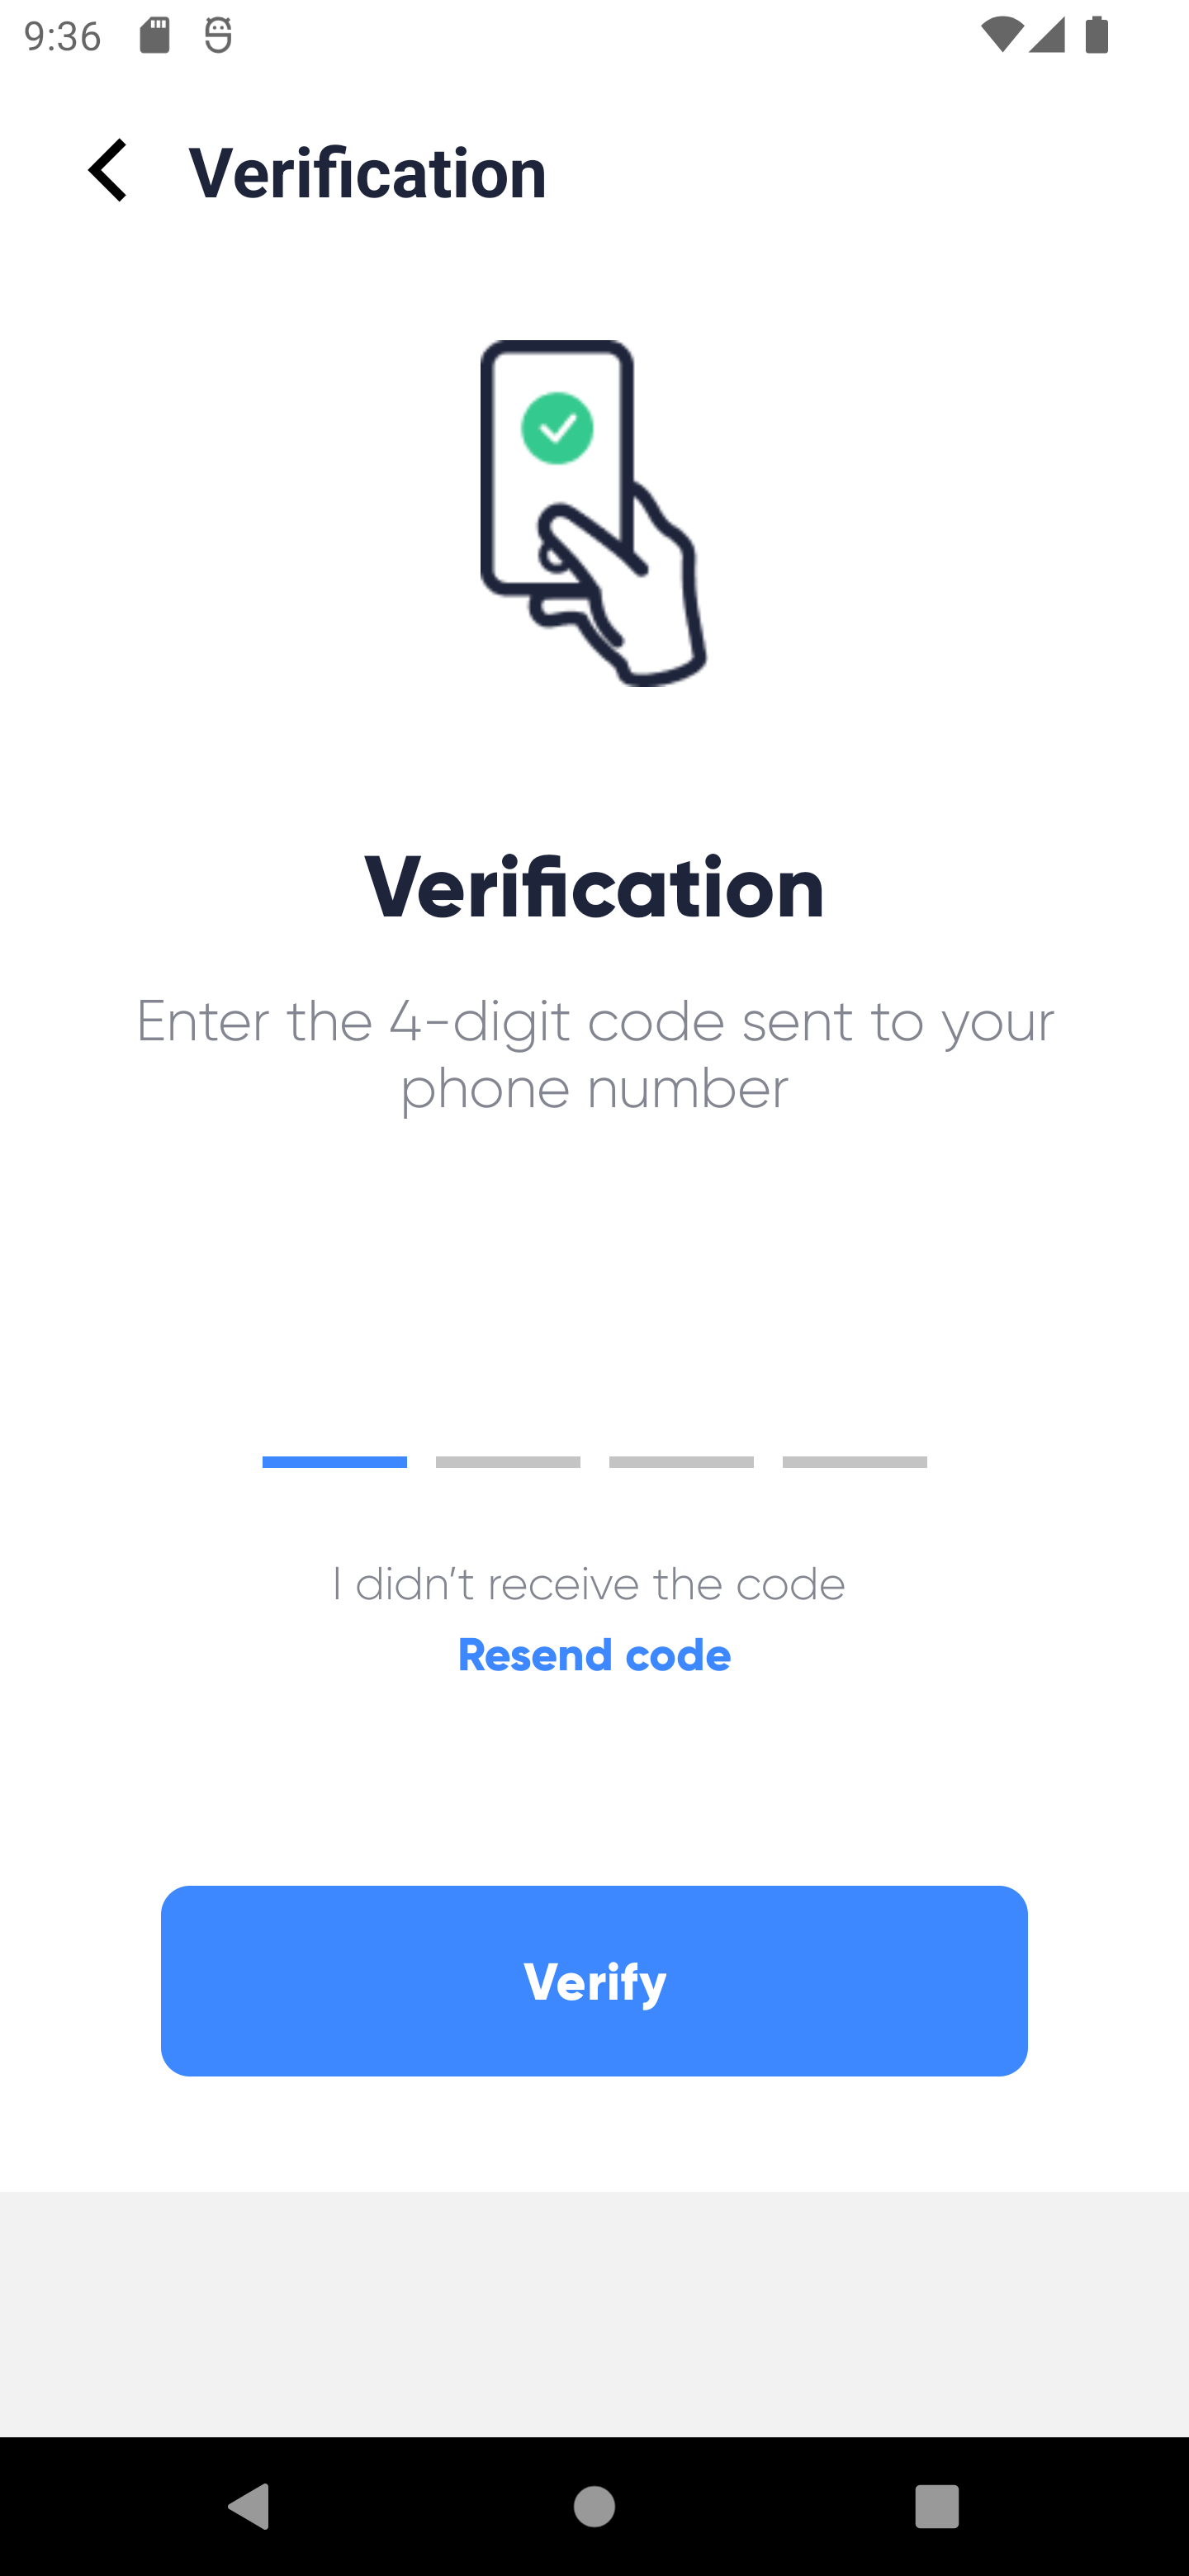 9:36
Verification
Verification
Enter the 4-digit code sent to your
phone number
I didn’t receive the code
Resend code
Verify